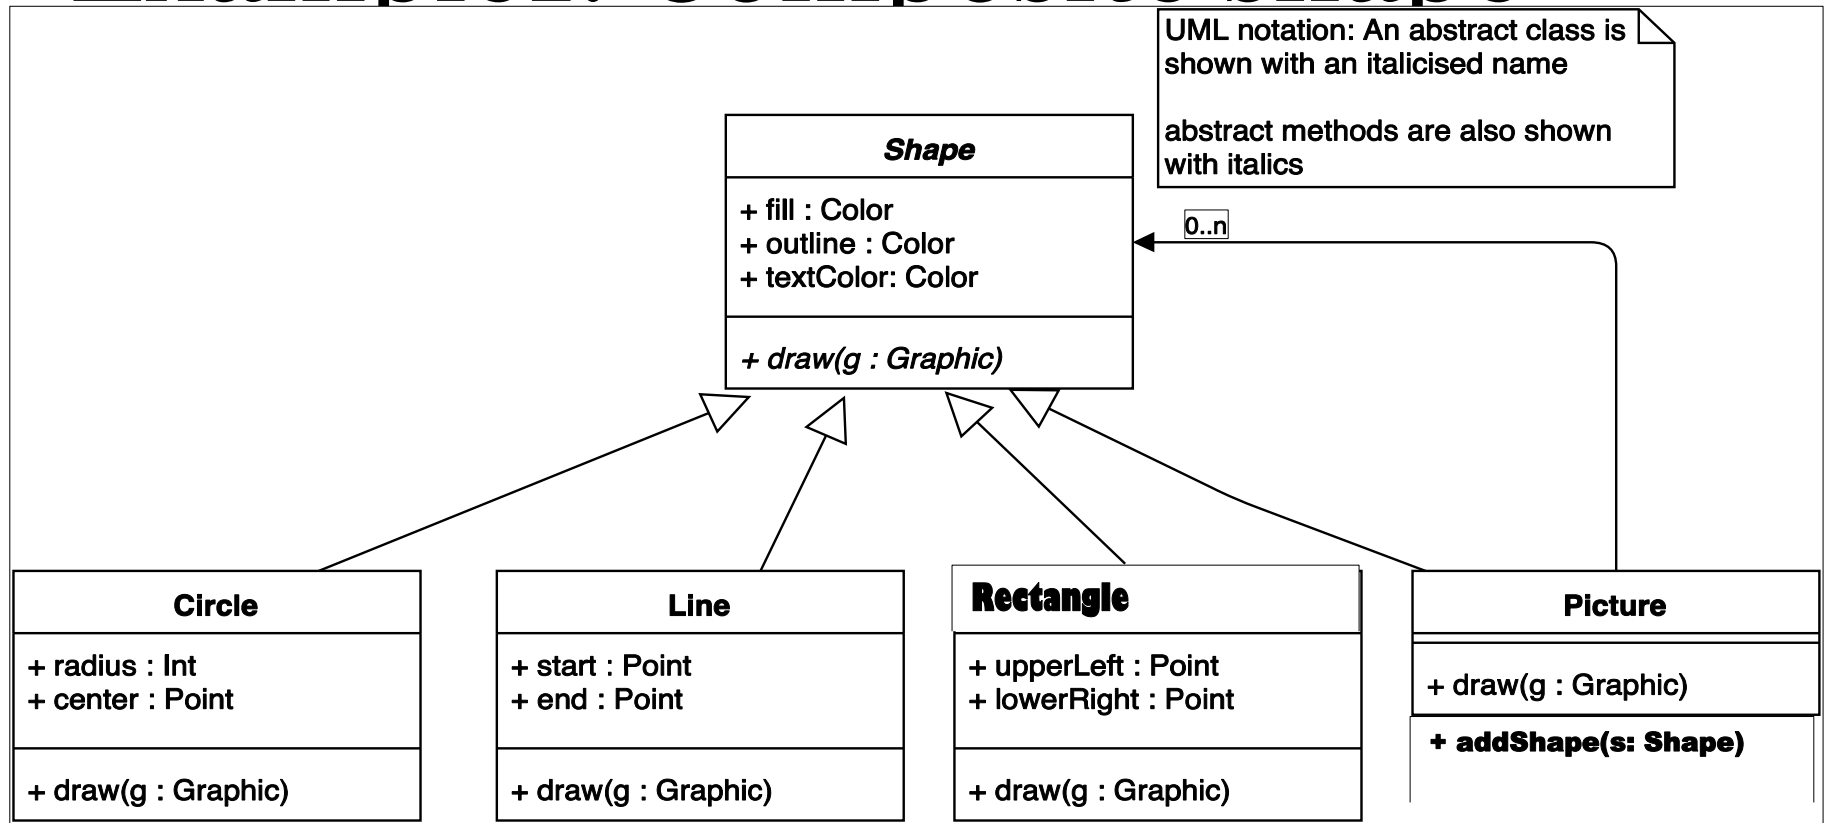 UML notation: An abstract class is
shown with an italicised name
abstract methods are also shown
with italics
Shape
+ fill : Color
+ outline : Color
+ textColor: Color
+ draw(g : Graphic)
0..n
Circle
+ radius : Int
+ center : Point
+ draw(g : Graphic)
Line
+ start : Point
+ end : Point
+ draw(g : Graphic)
Rectangle
+ upperLeft : Point
+ lowerRight : Point
+ draw(g : Graphic)
Picture
+ draw(g : Graphic)
+ addShape(s: Shape)